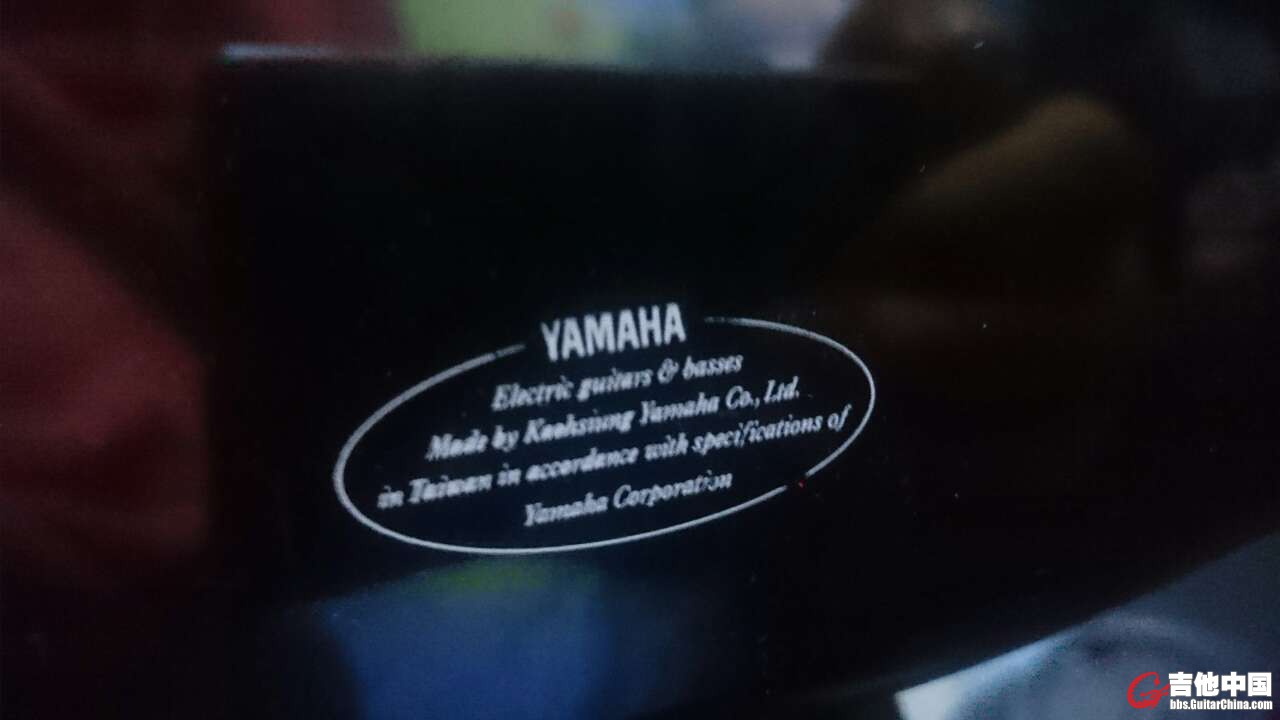 YAMAHA
Electric guitars & basses
Made by Kaohsiung Yamaha Co., Ltd.
in Taiwan in accordance with specifications of
Yamaha Corporation
吉他中国
bbs.GuitarChina.com